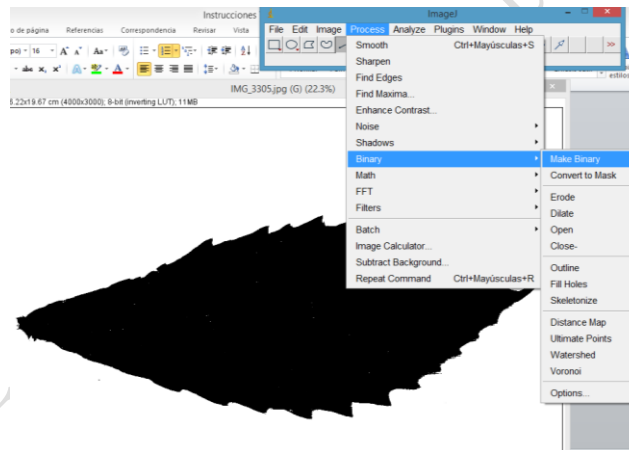 Instrucciones
ImageJ
o de página Referencias Correspondencia Revisar Vista
File Edit Image Process Analyze Plugins Window Help
po) 16 A A Aa
abc x, x' A A
estilos
IMG_3305.jpg (G) (22.3%)
5.22x19.67 cm (4000x3000); 8-bit (inverting LUT); 11MB
Smooth Ctrl+Mayúsculas+S
Sharpen
Find Edges
Find Maxima...
Enhance Contrast...
Noise
Shadows
Binary
Math
FFT
Filters
Batch
Image Calculator...
Subtract Background...
Repeat Command Ctrl+Mayúsculas+R
Make Binary
Convert to Mask
Erode
Dilate
Open
Close-
Outline
Fill Holes
Skeletonize
Distance Map
Ultimate Points
Watershed
Voronoi
Options...